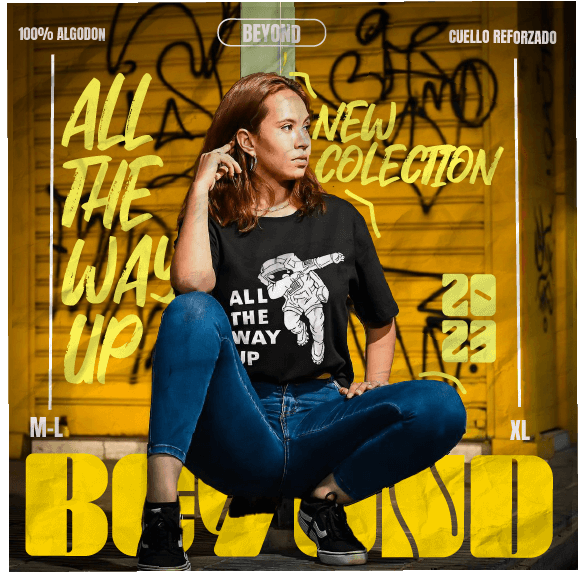 100% ALGODON
BEYOND
CUELLO REFORZADO
ALL
THE
WAY
UP
NEW
COLECTION
ALL
THE
WAY
UP
20
23
M-L
XL
BEYOND